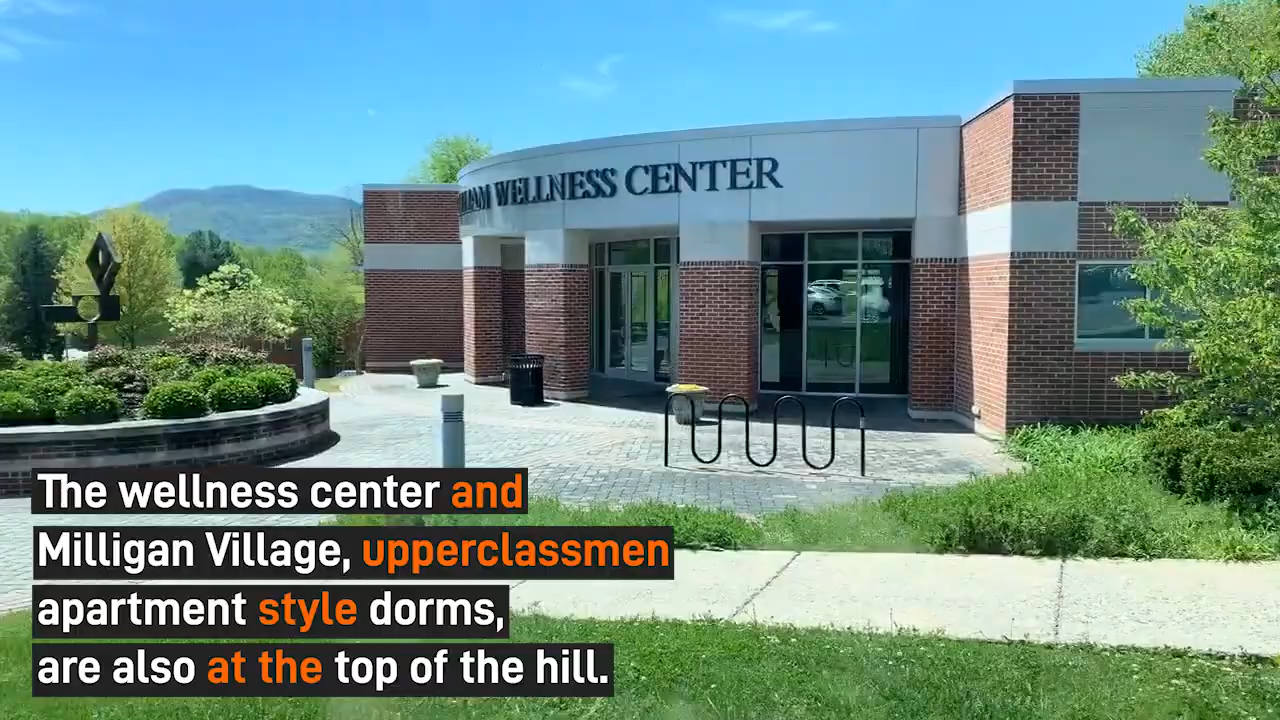 WELLNESS CENTER
The wellness center and
Milligan Village, upperclassmen
apartment style dorms,
are also at the top of the hill.